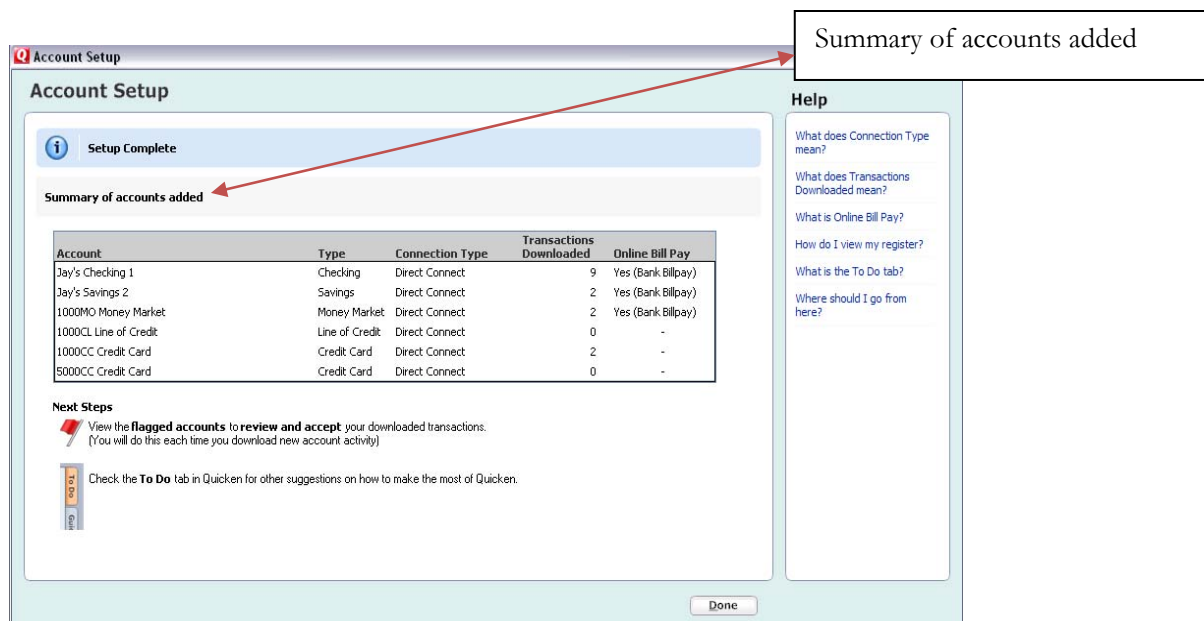 Summary of accounts added
Account Setup
Account Setup
Setup Complete
Summary of accounts added
Account Type Connection Type Transactions Downloaded Online Bill Pay
Jay's Checking 1 Checking Direct Connect 9 Yes (Bank Billpay)
Jay's Savings 2 Savings Direct Connect 2 Yes (Bank Billpay)
1000MO Money Market Money Market Direct Connect 2 Yes (Bank Billpay)
1000CL Line of Credit Line of Credit Direct Connect 0 -
1000CC Credit Card Credit Card Direct Connect 2 -
5000CC Credit Card Credit Card Direct Connect 0 -
Next Steps
View the flagged accounts to review and accept your downloaded transactions.
(You will do this each time you download new account activity)
To Do
Check the To Do tab in Quicken for other suggestions on how to make the most of Quicken.
Help
What does Connection Type
mean?
What does Transactions
Downloaded mean?
What is Online Bill Pay?
How do I view my register?
What is the To Do tab?
Where should I go from
here?
Done